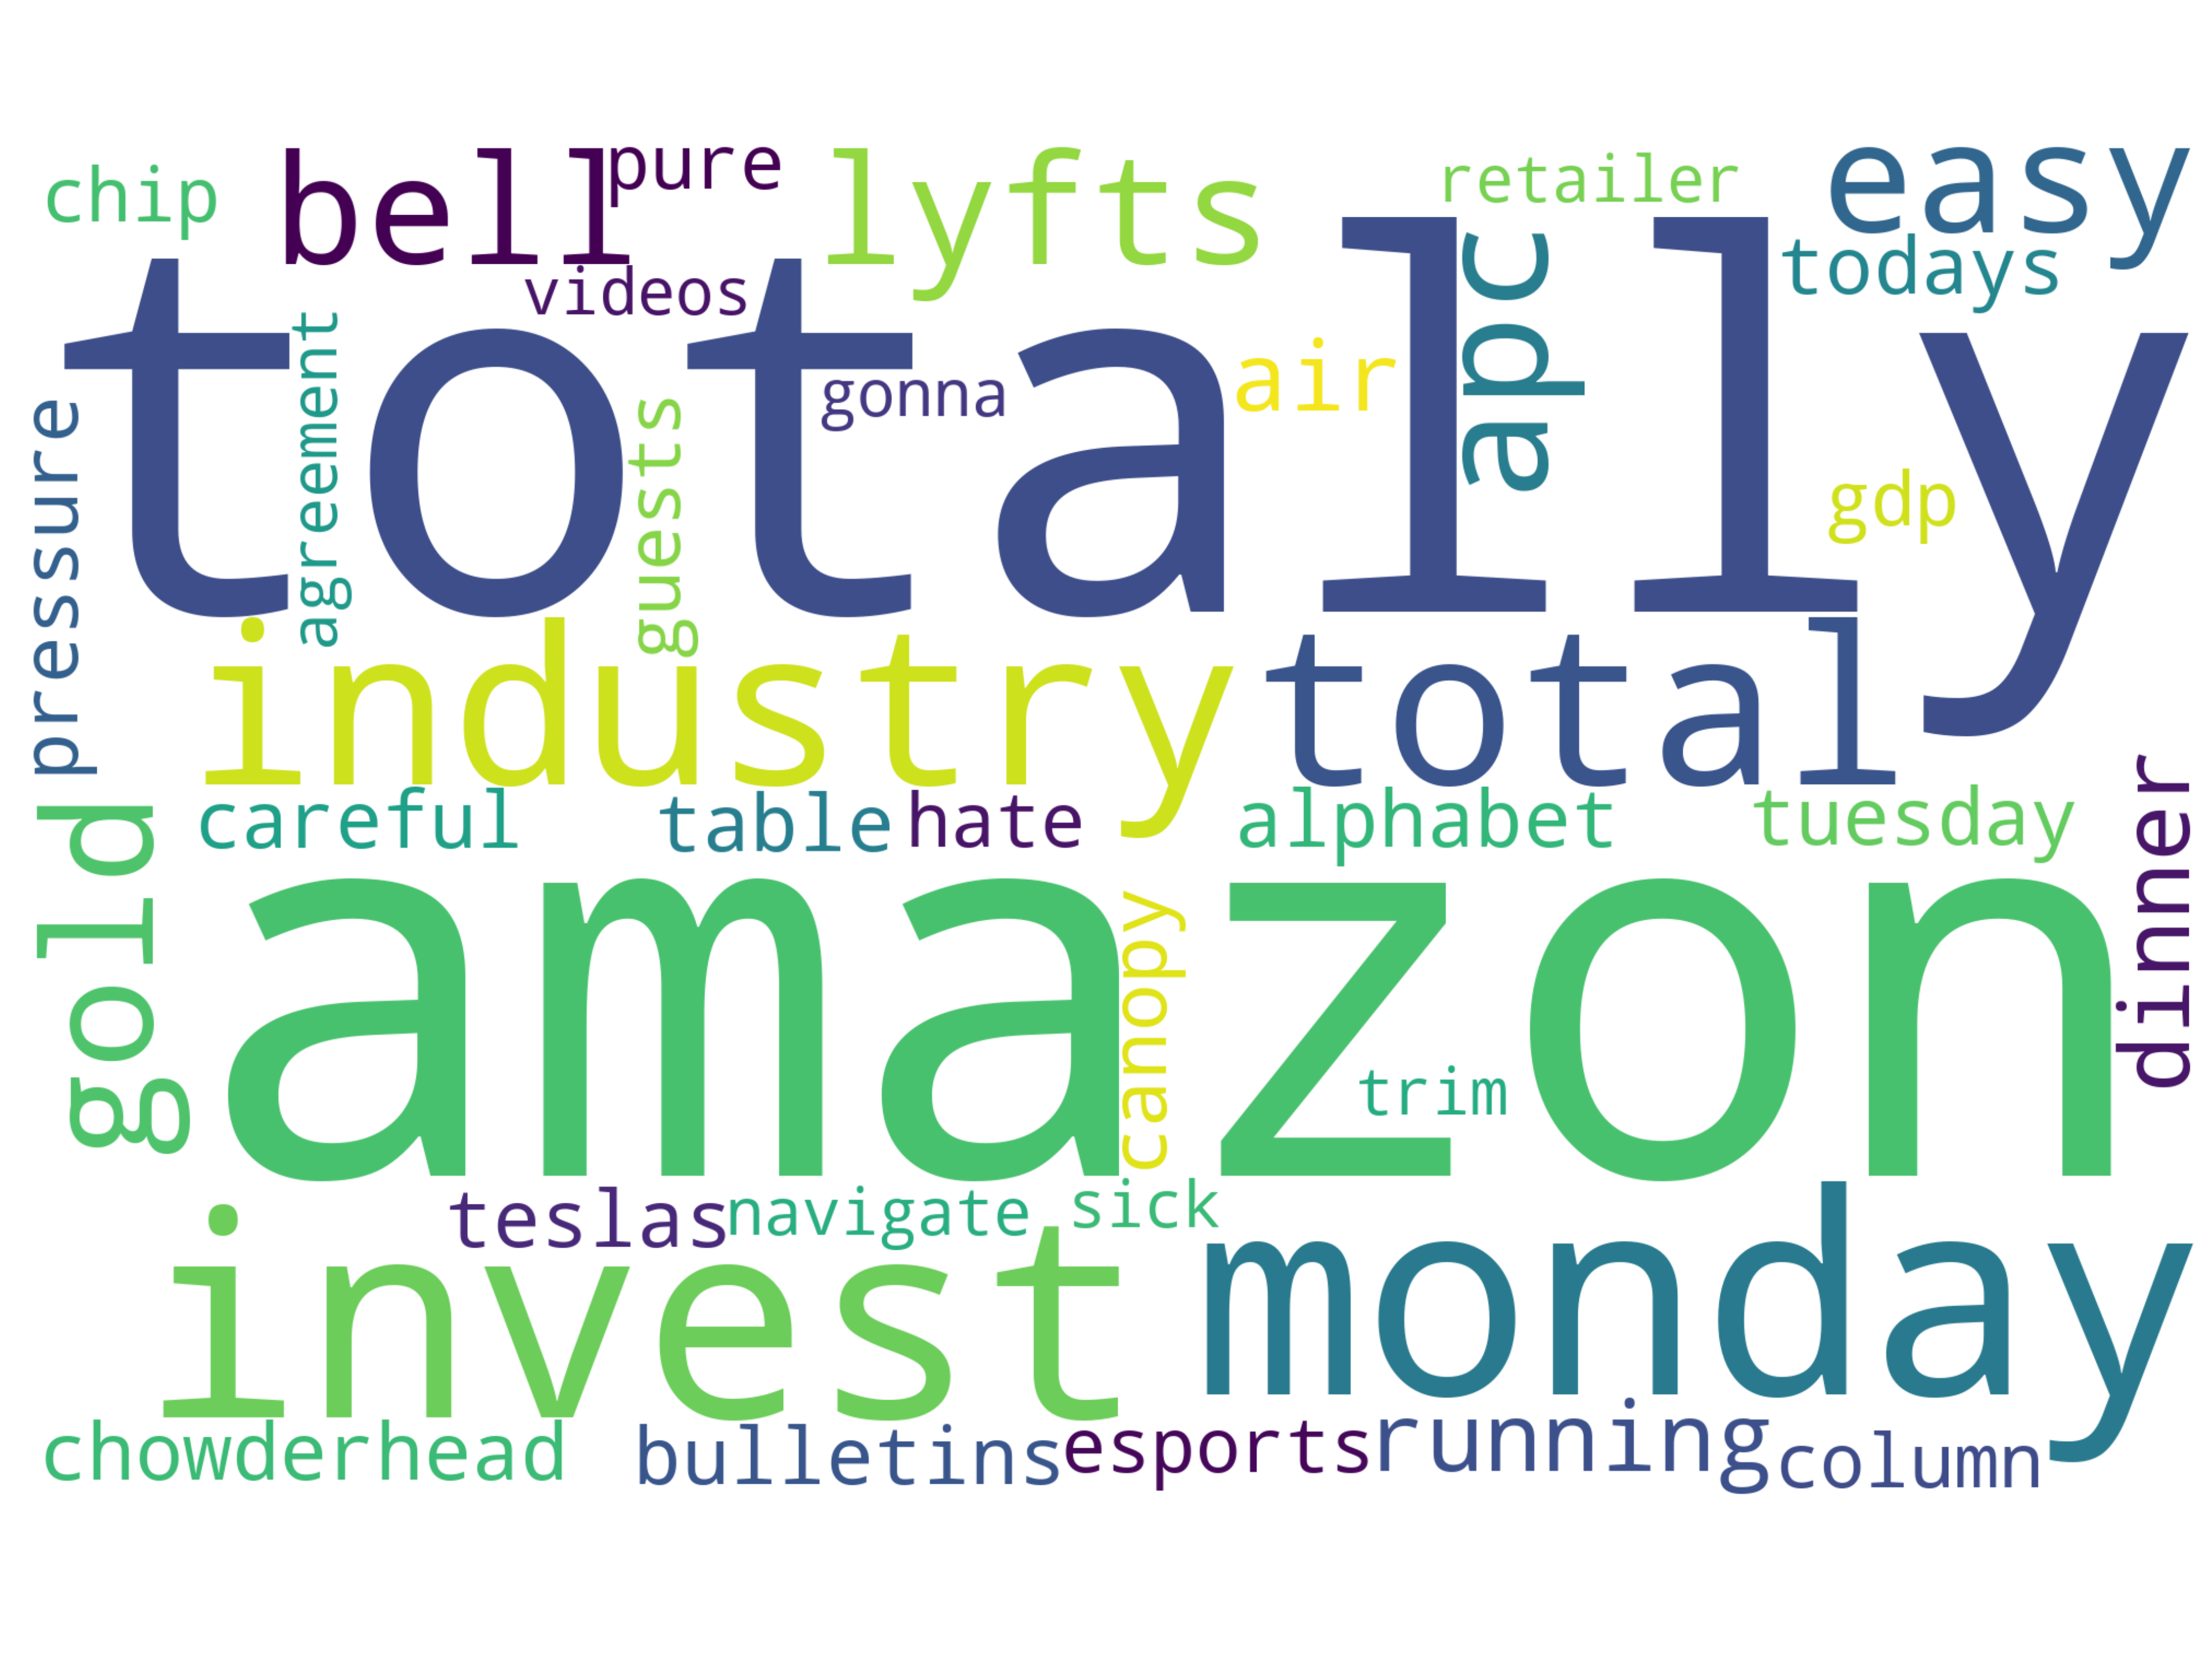 chip
bell
pure
lyfts
retailer
easy
videos
todays
totally
apc
air
gonna
agreement
guests
pressure
gdp
industry
total
careful
table
hate
alphabet
tuesday
gold
dinner
amazon
canopy
trim
teslas
navigate
sick
invest
monday
chowderhead
bulletins
esports
running
column